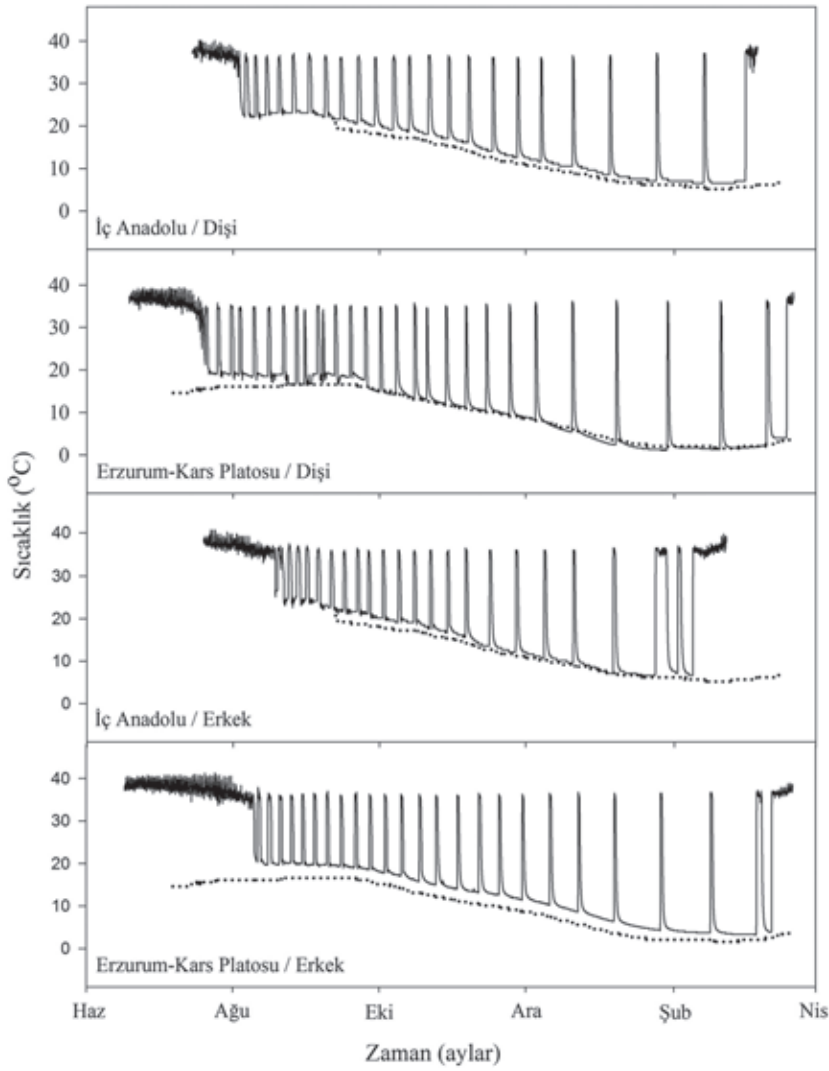 40
30
20
10
0
İç Anadolu / Dişi
40
30
20
10
0
Erzurum-Kars Platosu / Dişi
40
30
20
10
0
İç Anadolu / Erkek
40
30
20
10
0
Erzurum-Kars Platosu / Erkek
Sıcaklık (ºC)
Haz Ağu Eki Ara Şub Nis
Zaman (aylar)